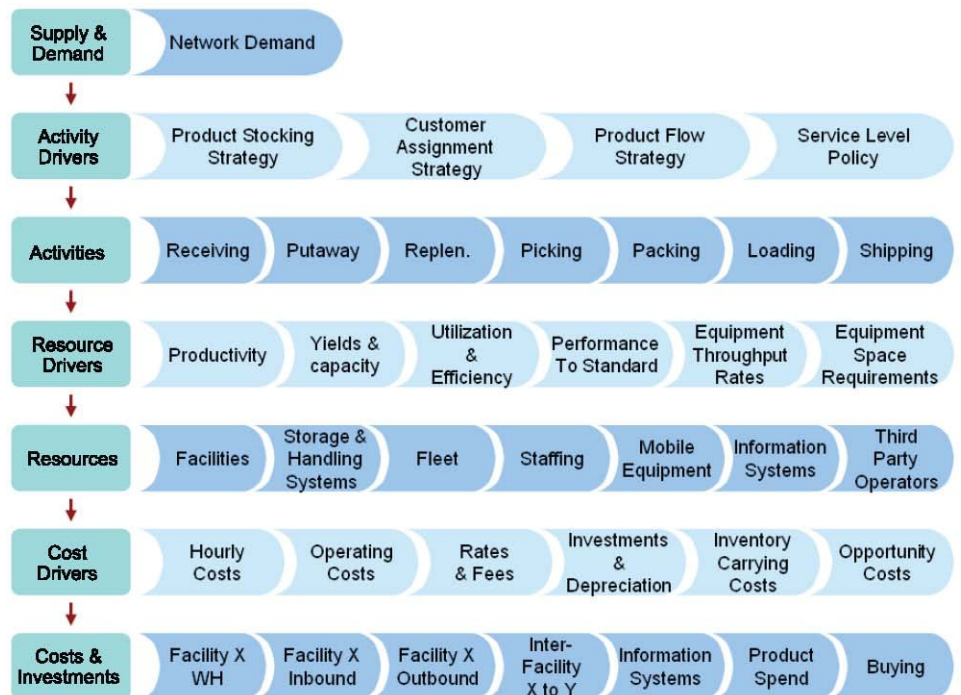 Supply &
Demand
Network Demand
Activity
Drivers
Product Stocking
Strategy
Customer
Assignment
Strategy
Product Flow
Strategy
Service Level
Policy
Activities
Receiving
Putaway
Replen.
Picking
Packing
Loading
Shipping
Resource
Drivers
Productivity
Yields &
capacity
Utilization
&
Efficiency
Performance
To Standard
Equipment
Throughput
Rates
Equipment
Space
Requirements
Resources
Facilities
Storage &
Handling
Systems
Fleet
Staffing
Mobile
Equipment
Information
Systems
Third
Party
Operators
Cost
Drivers
Hourly
Costs
Operating
Costs
Rates
& Fees
Investments
&
Depreciation
Inventory
Carrying
Costs
Opportunity
Costs
Costs &
Investments
Facility X
WH
Facility X
Inbound
Facility X
Outbound
Inter-
Facility
X to Y
Information
Systems
Product
Spend
Buying